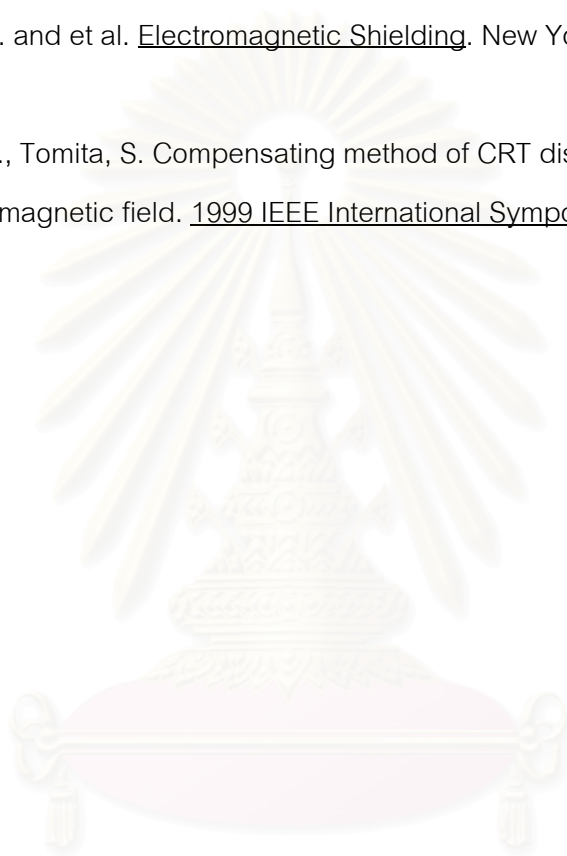 . and et al. Electromagnetic Shielding. New Yo
., Tomita, S. Compensating method of CRT dis
magnetic field. 1999 IEEE International Sympo